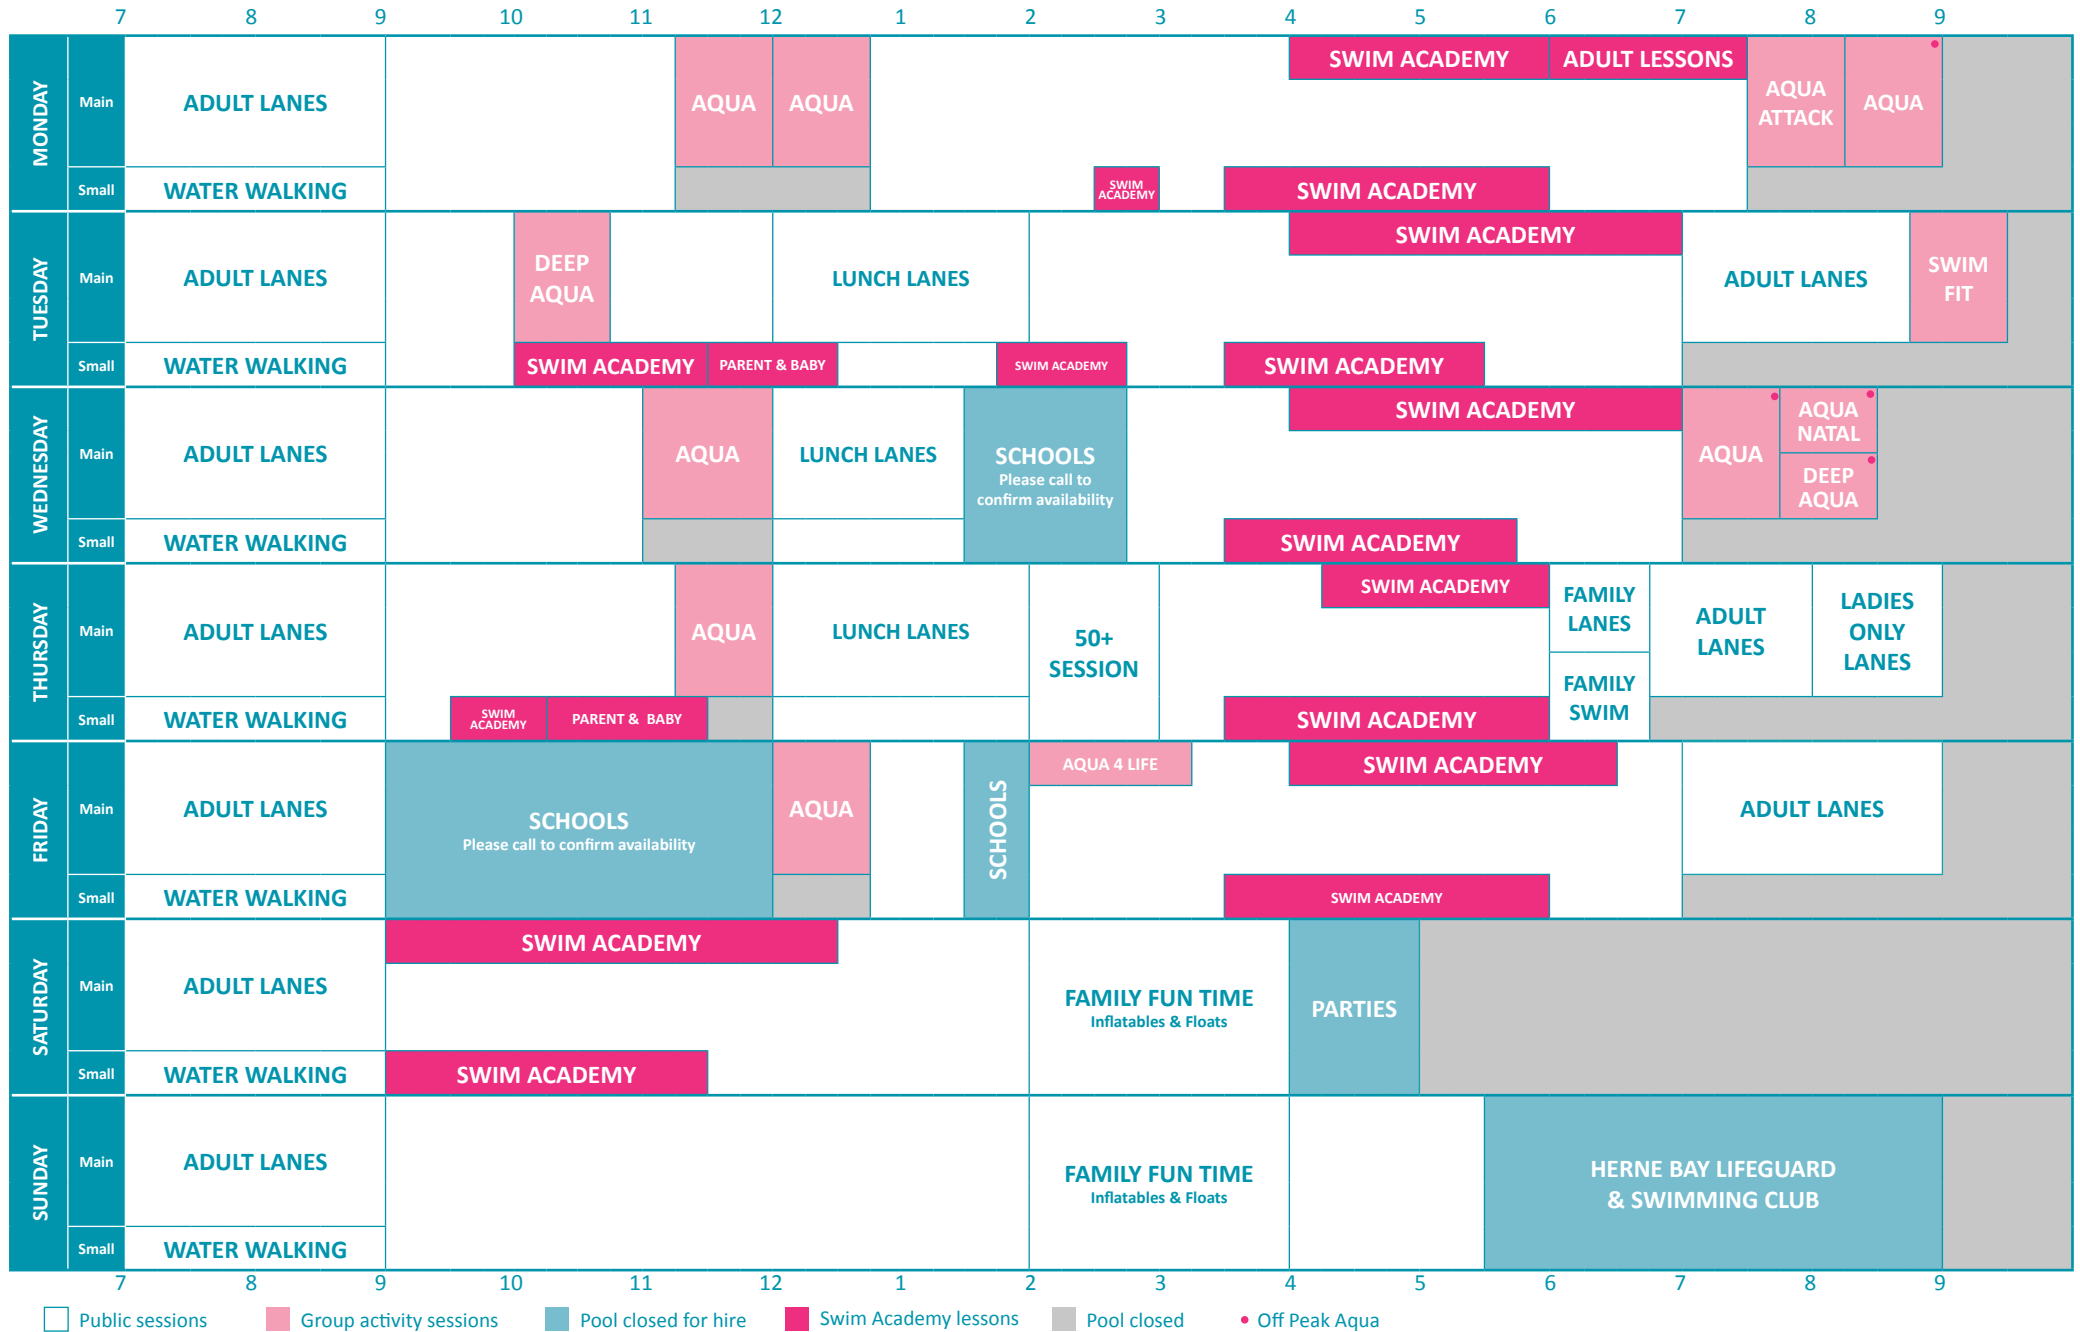 7 8 9 10 11 12 1 2 3 4 5 6 7 8 9
MONDAY
Main
ADULT LANES
AQUA
AQUA
SWIM ACADEMY
ADULT LESSONS
AQUA
ATTACK
AQUA
Small
WATER WALKING
SWIM
ACADEMY
SWIM ACADEMY
TUESDAY
Main
ADULT LANES
DEEP
AQUA
LUNCH LANES
SWIM ACADEMY
ADULT LANES
SWIM
FIT
Small
WATER WALKING
SWIM ACADEMY
PARENT & BABY
SWIM ACADEMY
SWIM ACADEMY
WEDNESDAY
Main
ADULT LANES
AQUA
LUNCH LANES
SCHOOLS
Please call to
confirm availability
SWIM ACADEMY
AQUA
AQUA
NATAL
DEEP
AQUA
Small
WATER WALKING
SWIM ACADEMY
THURSDAY
Main
ADULT LANES
AQUA
LUNCH LANES
50+
SESSION
SWIM ACADEMY
FAMILY
LANES
FAMILY
SWIM
ADULT
LANES
LADIES
ONLY
LANES
Small
WATER WALKING
SWIM
ACADEMY
PARENT & BABY
SWIM ACADEMY
FRIDAY
Main
ADULT LANES
SCHOOLS
Please call to confirm availability
AQUA
SCHOOLS
AQUA 4 LIFE
SWIM ACADEMY
ADULT LANES
Small
WATER WALKING
SWIM ACADEMY
SATURDAY
Main
ADULT LANES
SWIM ACADEMY
FAMILY FUN TIME
Inflatables & Floats
PARTIES
Small
WATER WALKING
SWIM ACADEMY
SUNDAY
Main
ADULT LANES
FAMILY FUN TIME
Inflatables & Floats
HERNE BAY LIFEGUARD
& SWIMMING CLUB
Small
WATER WALKING
7 8 9 10 11 12 1 2 3 4 5 6 7 8 9
Public sessions
Group activity sessions
Pool closed for hire
Swim Academy lessons
Pool closed
Off Peak Aqua